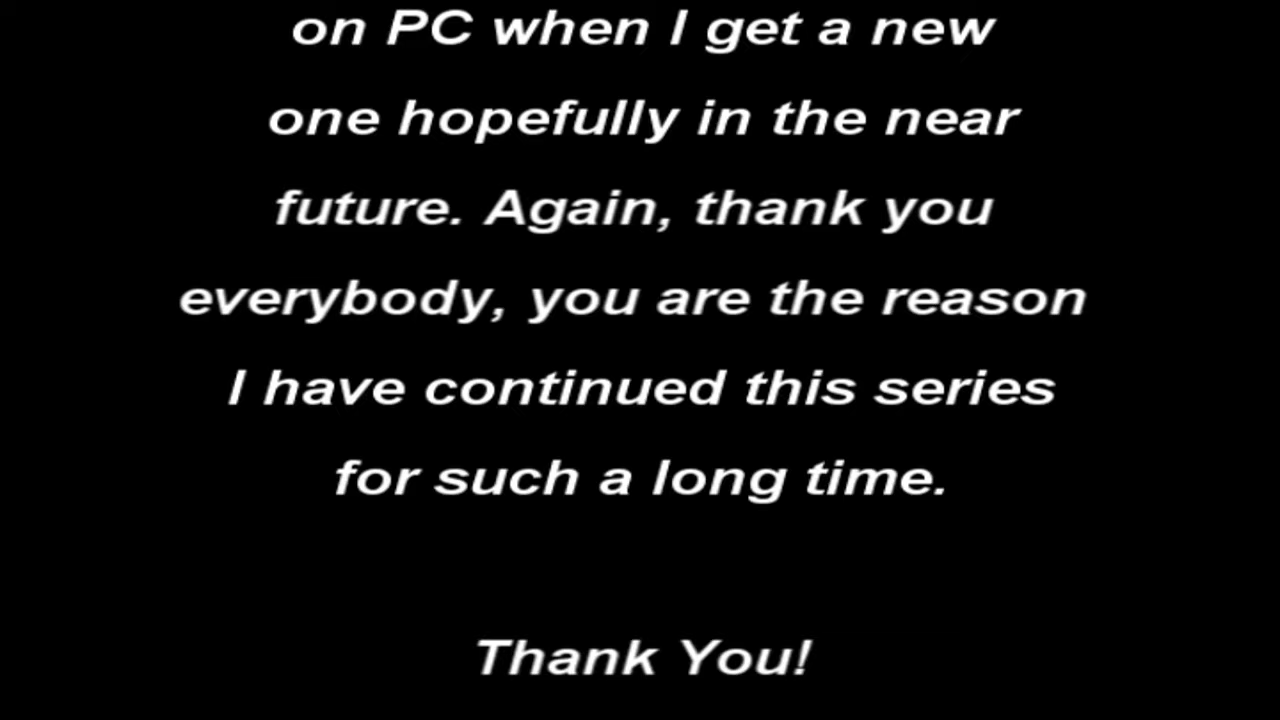 on PC when I get a new
one hopefully in the near
future. Again, thank you
everybody, you are the reason
I have continued this series
for such a long time.
Thank You!